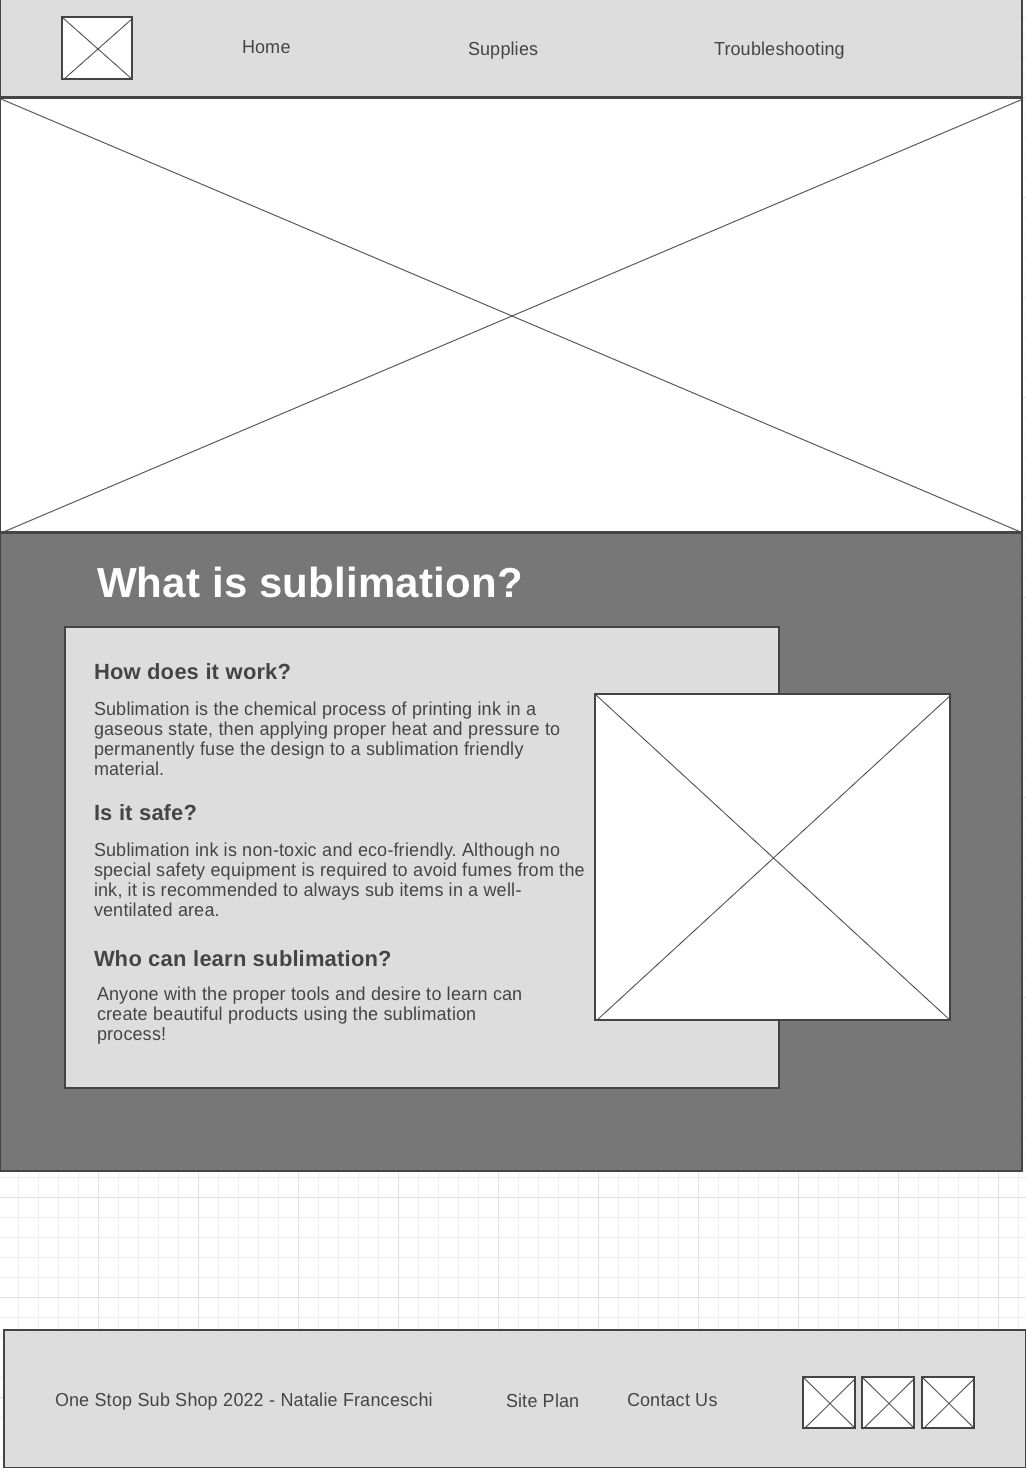 Home
Supplies
Troubleshooting
What is sublimation?
How does it work?
Sublimation is the chemical process of printing ink in a
gaseous state, then applying proper heat and pressure to
permanently fuse the design to a sublimation friendly
material.
Is it safe?
Sublimation ink is non-toxic and eco-friendly. Although no
special safety equipment is required to avoid fumes from the
ink, it is recommended to always sub items in a well-
ventilated area.
Who can learn sublimation?
Anyone with the proper tools and desire to learn can
create beautiful products using the sublimation
process!
One Stop Sub Shop 2022 - Natalie Franceschi
Site Plan
Contact Us